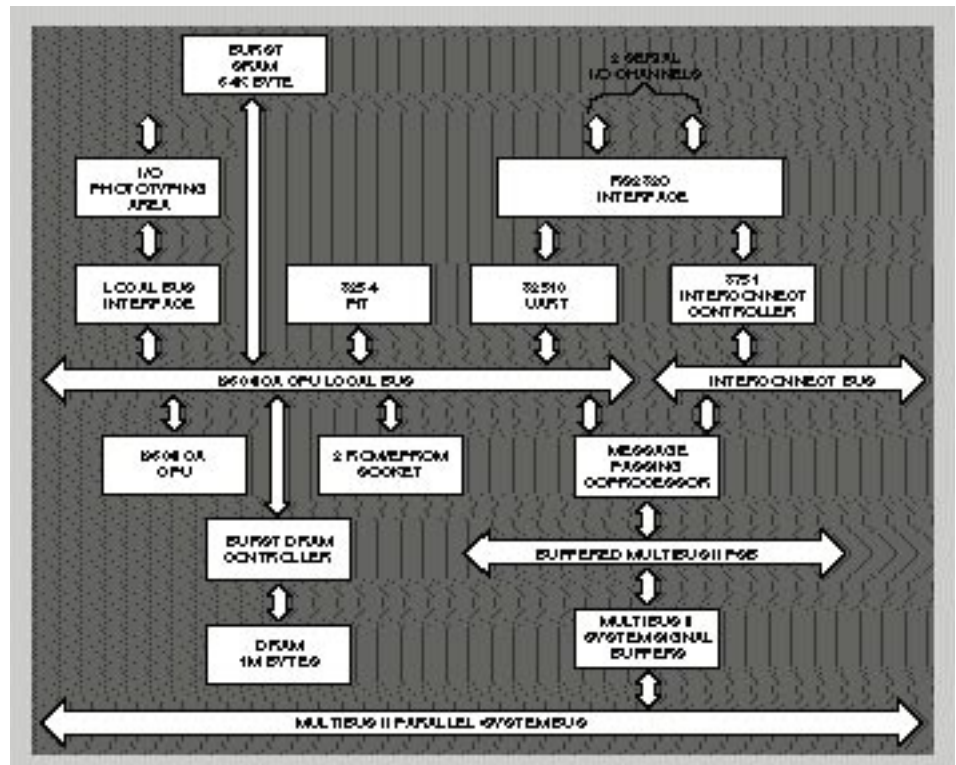 BURST
SRAM
64K BYTE
2 SERIAL
I/O CHANNELS
I/O
PROTOTYPING
AREA
INTERFACE
LOCAL BUS
INTERFACE
8254
PIT
82510
UART
8751
INTERCONNECT
CONTROLLER
CPU LOCAL BUS
INTERCONNECT BUS
CPU
2 ROM/EPROM
SOCKET
MESSAGE
PASSING
COPROCESSOR
BURST DRAM
CONTROLLER
BUFFERED MULTIBUS II PSB
DRAM
1M BYTES
MULTIBUS II
SYSTEM SIGNAL
BUFFERS
MULTIBUS II PARALLEL SYSTEM BUS